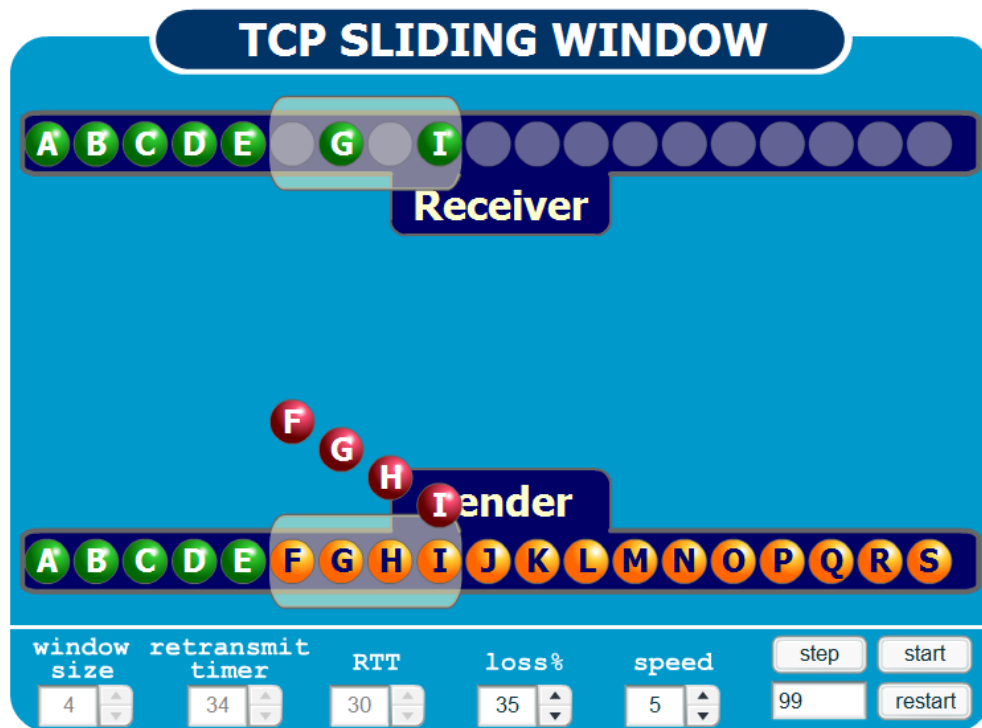 TCP SLIDING WINDOW
A B C D E G I
Receiver
F
G
H
I
ender
A B C D E F G H I J K L M N O P Q R S
window size retransmit timer RTT loss% speed step start
4 34 30 35 5 99 restart